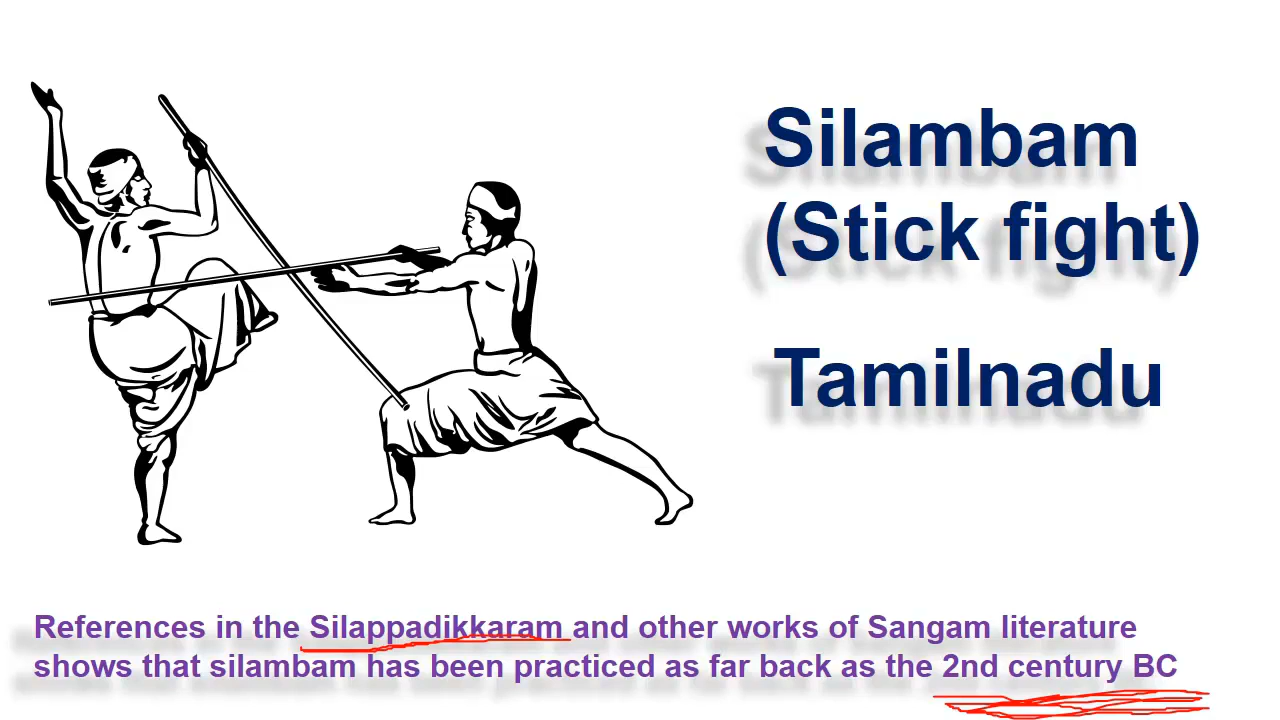 Silambam
(Stick fight)
Tamilnadu
References in the Silappadikkaram and other works of Sangam literature
shows that silambam has been practiced as far back as the 2nd century BC